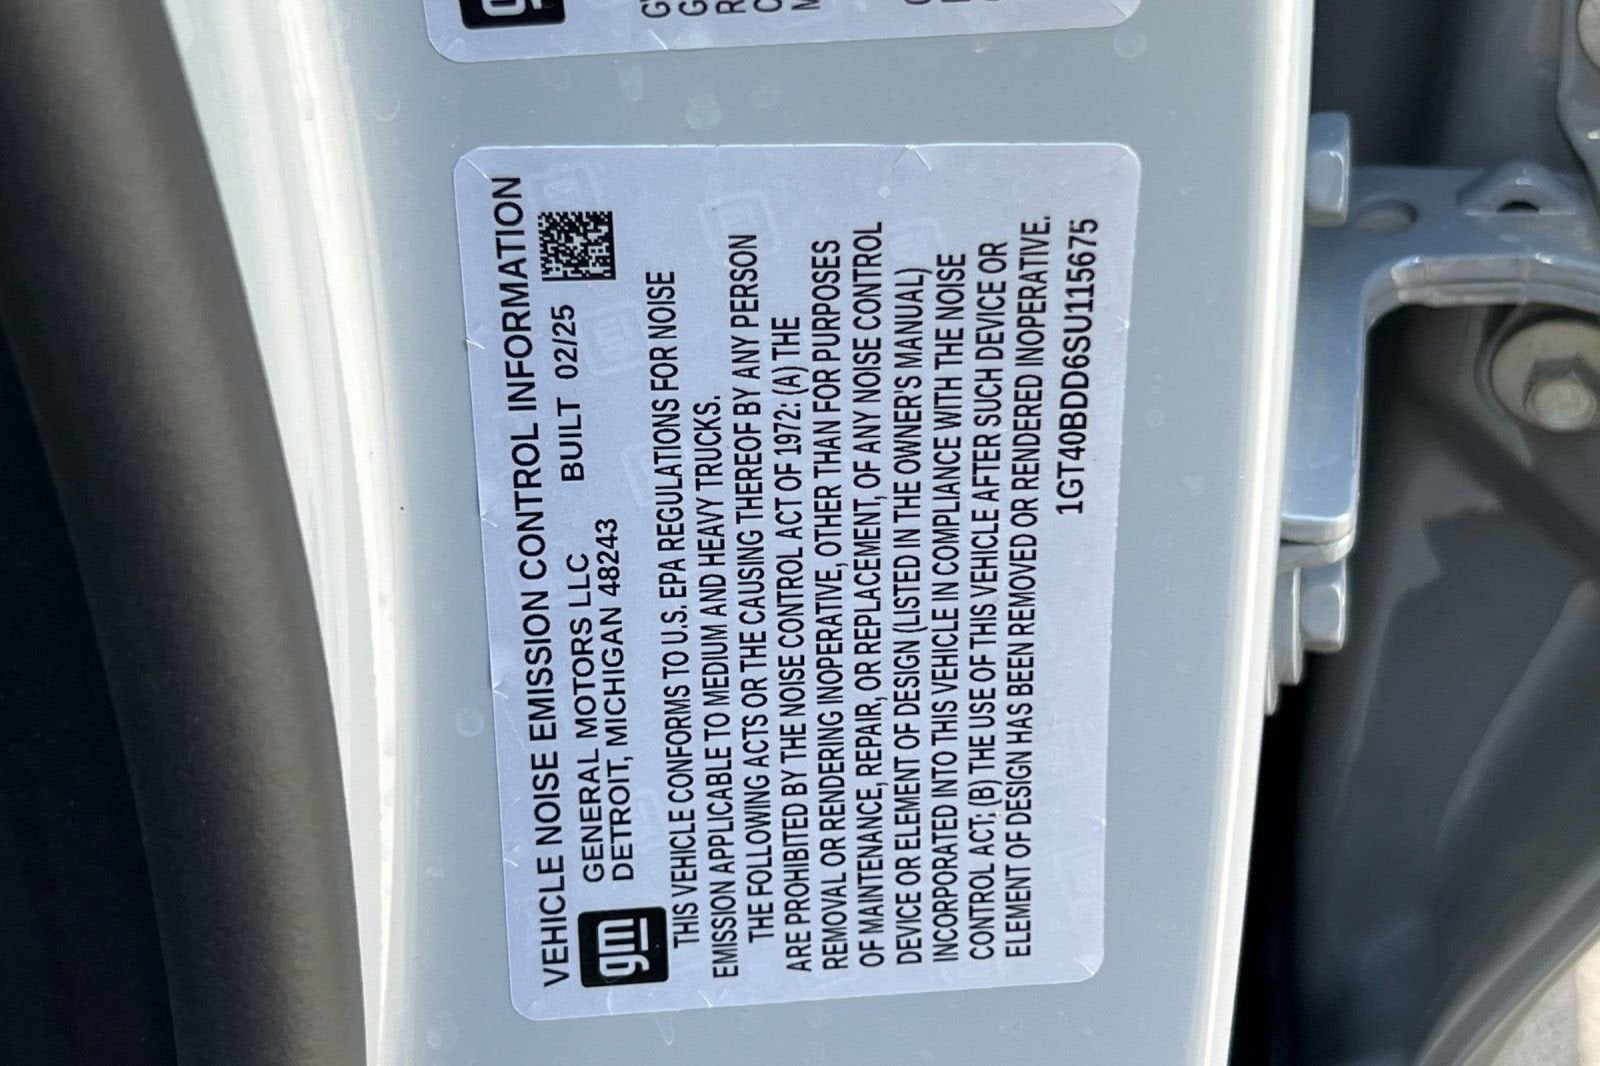 VEHICLE NOISE EMISSION CONTROL INFORMATION
gm
GENERAL MOTORS LLC BUILT 02/25
DETROIT, MICHIGAN 48243
THIS VEHICLE CONFORMS TO U.S. EPA REGULATIONS FOR NOISE
EMISSION APPLICABLE TO MEDIUM AND HEAVY TRUCKS.
THE FOLLOWING ACTS OR THE CAUSING THEREOF BY ANY PERSON
ARE PROHIBITED BY THE NOISE CONTROL ACT OF 1972: (A) THE
REMOVAL OR RENDERING INOPERATIVE, OTHER THAN FOR PURPOSES
OF MAINTENANCE, REPAIR, OR REPLACEMENT, OF ANY NOISE CONTROL
DEVICE OR ELEMENT OF DESIGN (LISTED IN THE OWNER'S MANUAL)
INCORPORATED INTO THIS VEHICLE IN COMPLIANCE WITH THE NOISE
CONTROL ACT; (B) THE USE OF THIS VEHICLE AFTER SUCH DEVICE OR
ELEMENT OF DESIGN HAS BEEN REMOVED OR RENDERED INOPERATIVE.
1GT40BDD6SU115675